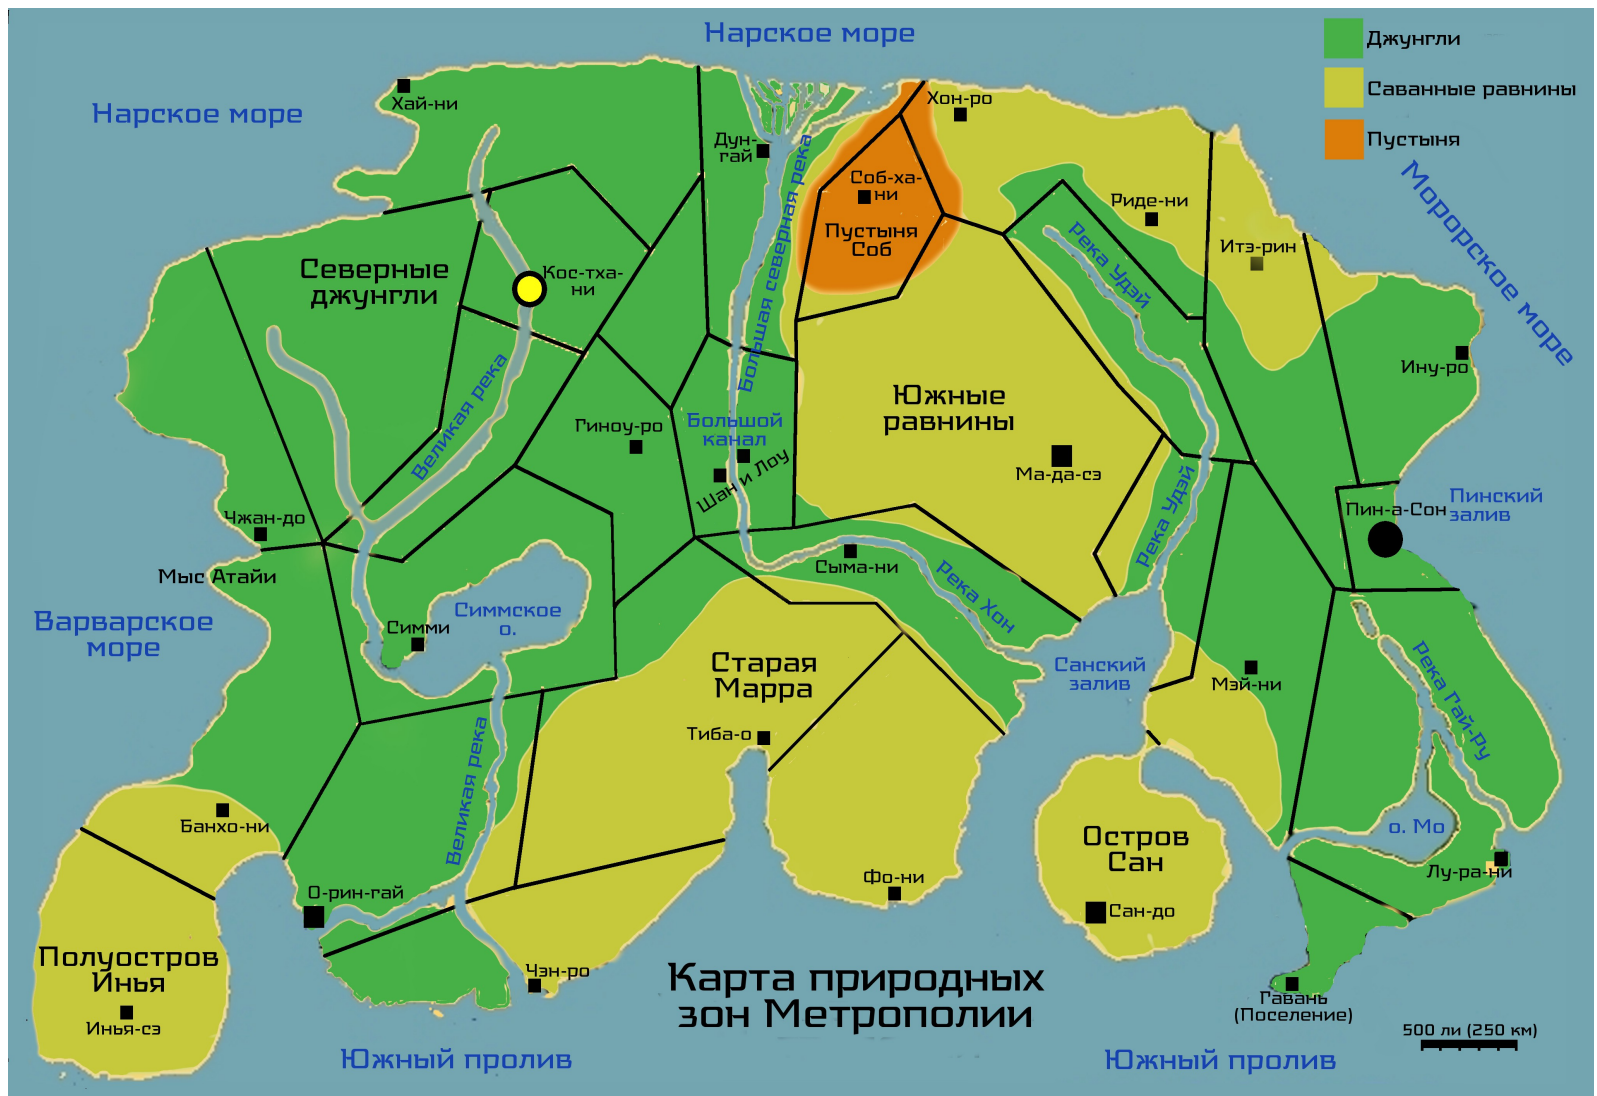 Нарское море
Джунгли
Саванные равнины
Пустыня
Нарское море
Хай-ни
Хон-ро
Дун-
гай
Большая северная река
Соб-ха-
ни
Пустыня
Соб
Риде-ни
Морорское море
Итэ-рин
Река Удэй
Северные
джунгли
Кос-тха-
ни
Ину-ро
Великая река
Южные
равнины
Большой
канал
Гиноу-ро
Шан и Лоу
Ма-да-сэ
Река Удэй
Пинский
залив
Пин-а-Сон
Чжан-до
Мыс Атайи
Сыма-ни
Река Хон
Варварское
море
Симмское
о.
Симми
Старая
Марра
Санский
залив
Мэй-ни
Река Гай-Ру
Тиба-о
Великая река
Банхо-ни
о. Мо
Остров
Сан
Лу-ра-ни
Фо-ни
О-рин-гай
Сан-до
Полуостров
Инья
Инья-сэ
Чэн-ро
Карта природных
зон Метрополии
Гавань
(Поселение)
500 ли (250 км)
Южный пролив
Южный пролив